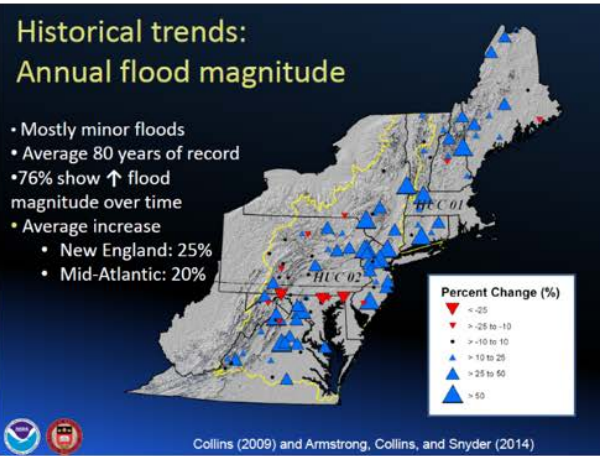 Historical trends:
Annual flood magnitude
• Mostly minor floods
• Average 80 years of record
•76% show ↑ flood
magnitude over time
• Average increase
• New England: 25%
• Mid-Atlantic: 20%
HUC 01
HUC 02
Percent Change (%)
< -25
> -25 to -10
> -10 to 10
> 10 to 25
> 25 to 50
> 50
Collins (2009) and Armstrong, Collins, and Snyder (2014)